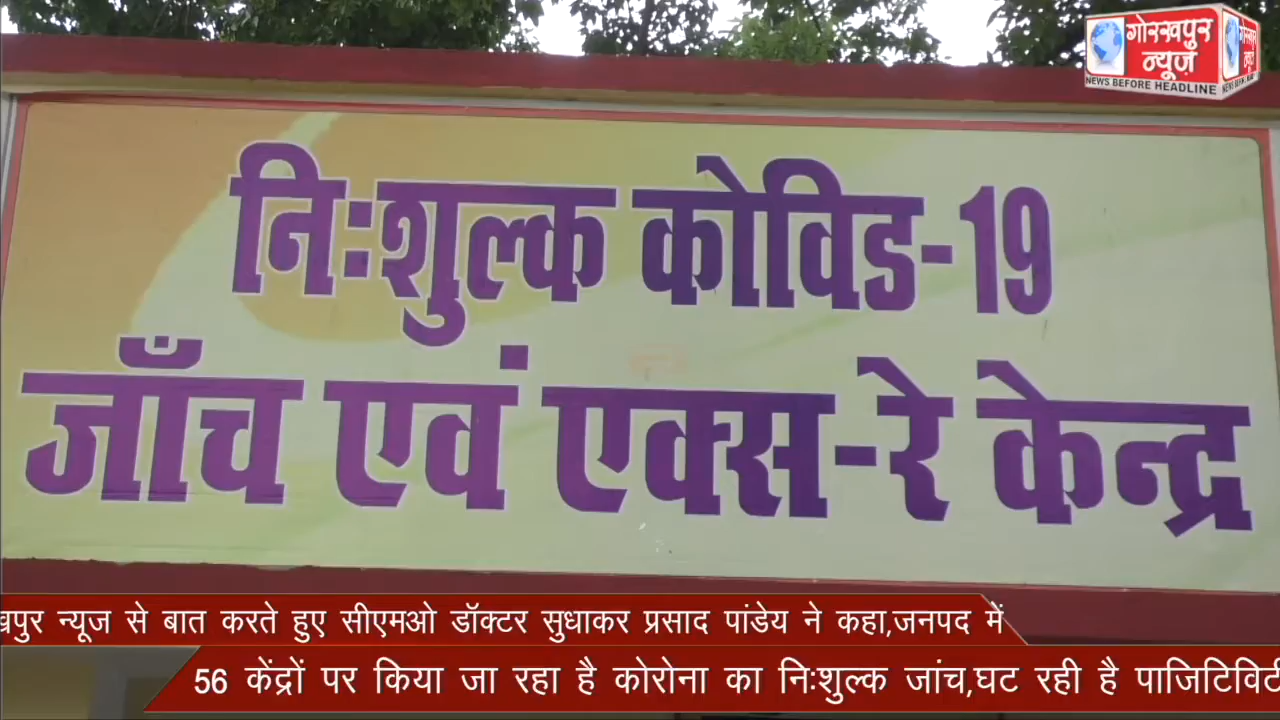 गोरखपुर
न्यूज़
NEWS BEFORE HEADLINE
निःशुल्क कोविड-19
जाँच एवं एक्स-रे केन्द्र
न्यूज से बात करते हुए सीएमओ डॉक्टर सुधाकर प्रसाद पांडेय ने कहा,जनपद में
56 केंद्रों पर किया जा रहा है कोरोना का निःशुल्क जांच,घट रही है पाजिटिविटी